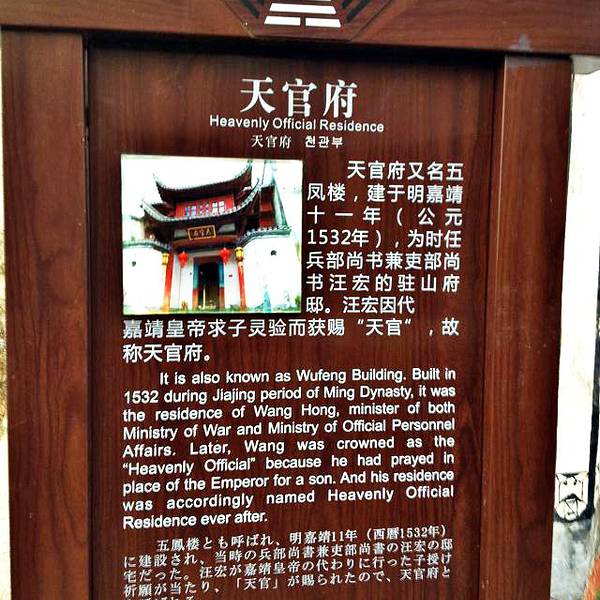 天官府
Heavenly Official Residence
天官府 천관부
天官府又名五
凤楼，建于明嘉靖
十一年（公元
1532年），为时任
兵部尚书兼吏部尚
书汪宏的驻山府
邸。汪宏因代
嘉靖皇帝求子灵验而获赐“天官”，故
称天官府。
It is also known as Wufeng Building. Built in
1532 during Jiajing period of Ming Dynasty, it was
the residence of Wang Hong, minister of both
Ministry of War and Ministry of Official Personnel
Affairs. Later, Wang was crowned as the
“Heavenly Official” because he had prayed in
place of the Emperor for a son. And his residence
was accordingly named Heavenly Official
Residence ever after.
五鳳楼とも呼ばれ、明嘉靖11年（西暦1532年）
に建設され、当時の兵部尚書兼吏部尚書の汪宏の邸
宅だった。汪宏が嘉靖皇帝の代わりに行った子授け
祈願が当たり、「天官」が賜られたので、天官府と